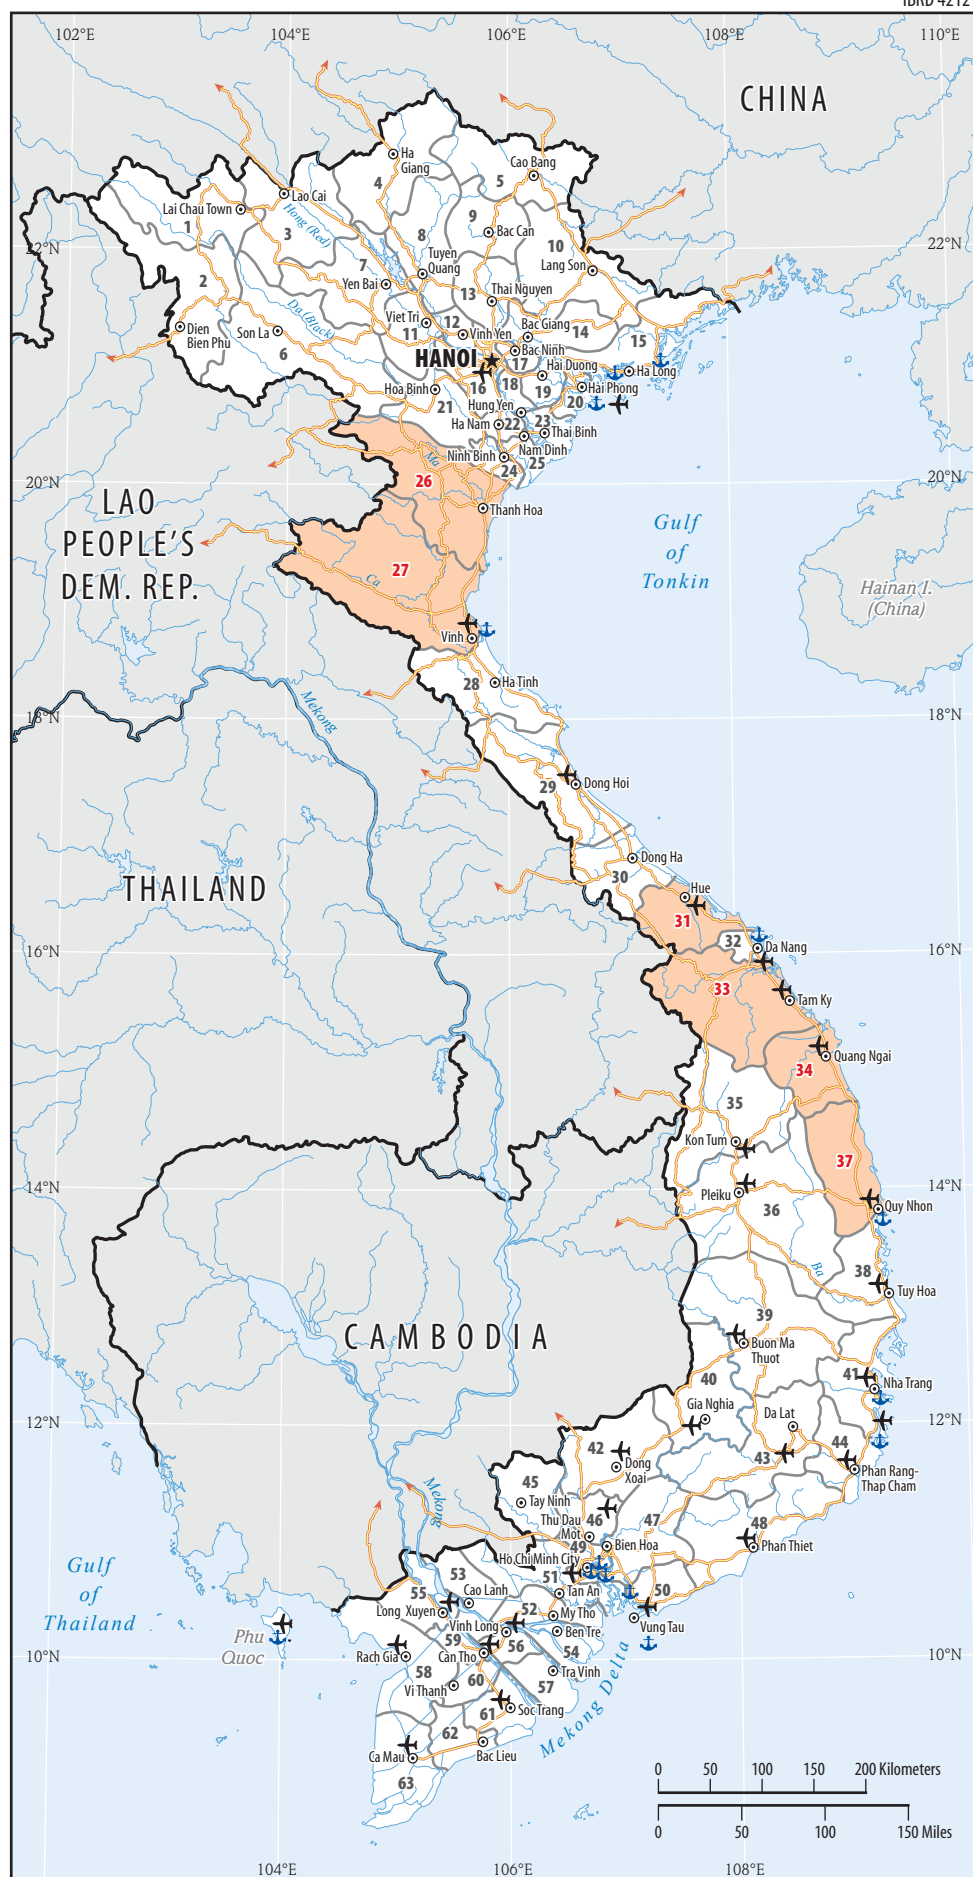 IBRD 4212
102°E
104°E
106°E
108°E
110°E
CHINA
Ha
Giang
Cao Bang
4
5
Lao Cai
Lai Chau Town
1
Hong (Red)
3
9
Bac Can
8
10
22°N
22°N
Tuyen
Quang
Lang Son
7
2
Yen Bai
13
Thai Nguyen
Da (Black)
Viet Tri
11
12
Vinh Yen
Bac Giang
14
15
Dien
Bien Phu
Son La
6
HANOI
Bac Ninh
17
Hai Duong
Ha Long
16
18
19
Hai Phong
20
Hoa Binh
21
Hung Yen
Ha Nam
22
23
Thai Binh
Nam Dinh
Ninh Binh
24
25
Ma
20°N
20°N
26
LAO
PEOPLE'S
DEM. REP.
Thanh Hoa
Gulf
of
Tonkin
27
Ca
Hainan I.
(China)
Vinh
28
Ha Tinh
Mekong
18°N
18°N
29
Dong Hoi
Dong Ha
30
THAILAND
Hue
31
32
Da Nang
16°N
16°N
33
Tam Ky
Quang Ngai
34
35
Kon Tum
37
14°N
14°N
Pleiku
36
Quy Nhon
Ba
38
Tuy Hoa
39
CAMBODIA
Buon Ma
Thuot
40
41
Nha Trang
Gia Nghia
Da Lat
12°N
12°N
42
43
44
Dong
Xoai
Phan Rang-
Thap Cham
45
Mekong
Tay Ninh
Thu Dau
Mot
46
47
48
49
Bien Hoa
Phan Thiet
Ho Chi Minh City
Gulf
of
Thailand
53
51
50
55
Cao Lanh
Tan An
Long Xuyen
52
My Tho
Vinh Long
Ben Tre
Vung Tau
Phu
Quoc
59
56
54
10°N
10°N
Rach Gia
Can Tho
58
Tra Vinh
Vi Thanh
60
57
61
Soc Trang
Mekong Delta
62
Ca Mau
Bac Lieu
63
0 50 100 150 200 Kilometers
0 50 100 150 Miles
104°E
106°E
108°E